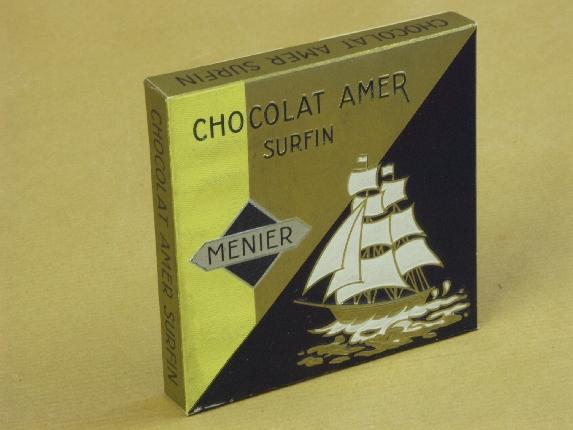 CHOCOLAT AMER SURFIN
CHOCOLAT AMER
SURFIN
MENIER
CHOCOLAT AMER SURFIN